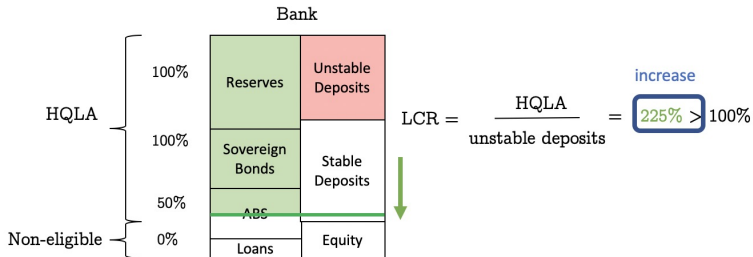 Bank
100%
Reserves
Unstable
Deposits
increase
HQLA
100%
Sovereign
Bonds
Stable
Deposits
LCR = HQLA / unstable deposits = 225% > 100%
50%
ABS
Non-eligible
0%
Loans
Equity